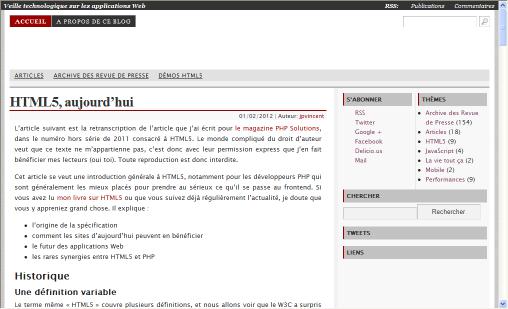 Veille technologique sur les applications Web
RSS: Publications Commentaires
ACCUEIL A PROPOS DE CE BLOG
ARTICLES ARCHIVES DES REVUE DE PRESSE DÉMOS HTML5
HTML5, aujourd'hui
01/02/2012 | Auteur: jpvincent
L'article suivant est la retranscription de l'article que j'ai écrit pour le magazine PHP Solutions,
dans le numéro hors série de 2011 consacré à HTML5. Le monde compliqué du droit d'auteur
veut que ce texte ne m'appartienne pas, c'est donc avec leur permission express que j'en fait
bénéficier mes lecteurs (oui toi). Toute reproduction est donc interdite.
Cet article se veut une introduction générale à HTML5, notamment pour les développeurs PHP qui
sont généralement les mieux placés pour prendre au sérieux ce qu'il se passe au frontend. Si
vous avez lu mon livre sur HTML5 ou que vous suivez déjà régulièrement l'actualité, je doute que
vous y appreniez grand chose. Il explique :
l'origine de la spécification
comment les sites d'aujourd'hui peuvent en bénéficier
le futur des applications Web
les rares synergies entre HTML5 et PHP
Historique
Une définition variable
Le terme même « HTML5 » couvre plusieurs définitions, et nous allons voir que le W3C a surpris
S'ABONNER
RSS
Twitter
Google +
Facebook
Delicio.us
Mail
THÈMES
Archive des Revue
de Presse (154)
Articles (18)
HTML5 (9)
JavaScript (4)
La vie tout ça (2)
Mobile (2)
Performances (9)
CHERCHER
Rechercher
TWEETS
LIENS